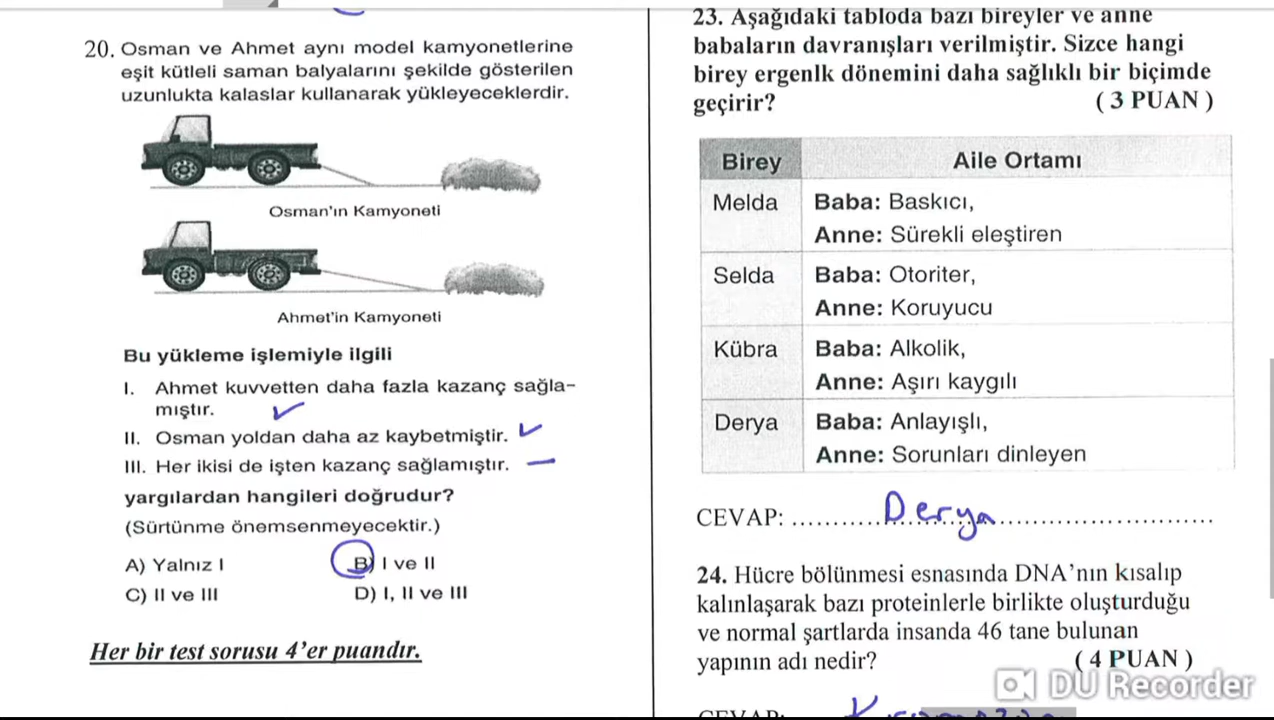 20. Osman ve Ahmet aynı model kamyonetlerine
eşit kütleli saman balyalarını şekilde gösterilen
uzunlukta kalaslar kullanarak yükleyeceklerdir.
Osman'ın Kamyoneti
Ahmet'in Kamyoneti
Bu yükleme işlemiyle ilgili
I. Ahmet kuvvetten daha fazla kazanç sağla-
mıştır.
II. Osman yoldan daha az kaybetmiştir.
III. Her ikisi de işten kazanç sağlamıştır.
yargılardan hangileri doğrudur?
(Sürtünme önemsenmeyecektir.)
A) Yalnız I
B) I ve II
C) II ve III
D) I, II ve III
Her bir test sorusu 4'er puandır.
23. Aşağıdaki tabloda bazı bireyler ve anne
babaların davranışları verilmiştir. Sizce hangi
birey ergenlk dönemini daha sağlıklı bir biçimde
geçirir? ( 3 PUAN )
Birey Aile Ortamı
Melda Baba: Baskıcı,
Anne: Sürekli eleştiren
Selda Baba: Otoriter,
Anne: Koruyucu
Kübra Baba: Alkolik,
Anne: Aşırı kaygılı
Derya Baba: Anlayışlı,
Anne: Sorunları dinleyen
CEVAP: ...........Derya..............................
24. Hücre bölünmesi esnasında DNA'nın kısalıp
kalınlaşarak bazı proteinlerle birlikte oluşturduğu
ve normal şartlarda insanda 46 tane bulunan
yapının adı nedir? ( 4 PUAN )
DU Recorder
CEVAP: